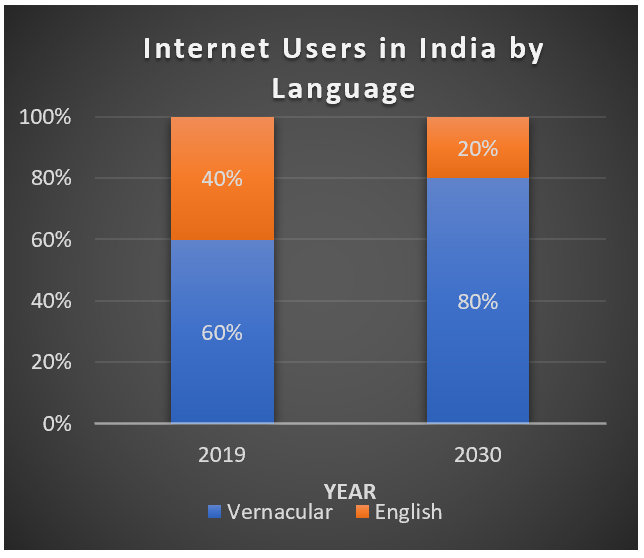 Internet Users in India by
Language
100%
80%
60%
40%
20%
0%
40%
60%
20%
80%
2019 2030
YEAR
Vernacular English